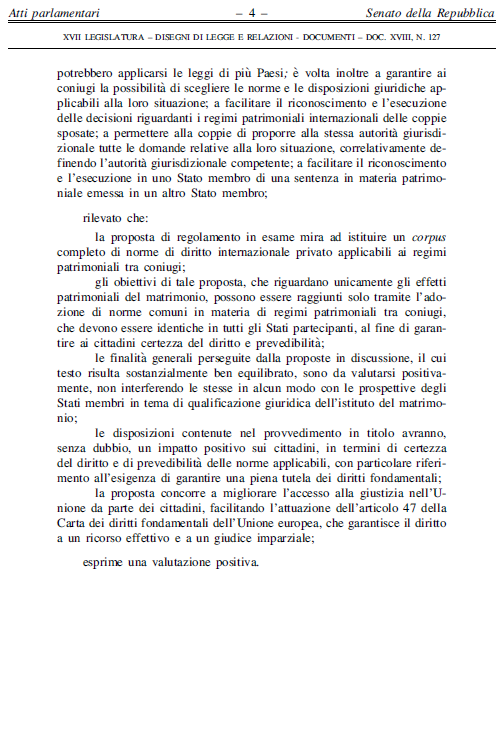 Atti parlamentari – 4 – Senato della Repubblica
XVII LEGISLATURA – DISEGNI DI LEGGE E RELAZIONI - DOCUMENTI – DOC. XVIII, N. 127
potrebbero applicarsi le leggi di più Paesi; è volta inoltre a garantire ai
coniugi la possibilità di scegliere le norme e le disposizioni giuridiche ap-
plicabili alla loro situazione; a facilitare il riconoscimento e l'esecuzione
delle decisioni riguardanti i regimi patrimoniali internazionali delle coppie
sposate; a permettere alla coppie di proporre alla stessa autorità giurisdi-
zionale tutte le domande relative alla loro situazione, correlativamente de-
finendo l'autorità giurisdizionale competente; a facilitare il riconoscimento
e l'esecuzione in uno Stato membro di una sentenza in materia patrimo-
niale emessa in un altro Stato membro;
rilevato che:
la proposta di regolamento in esame mira ad istituire un corpus
completo di norme di diritto internazionale privato applicabili ai regimi
patrimoniali tra coniugi;
gli obiettivi di tale proposta, che riguardano unicamente gli effetti
patrimoniali del matrimonio, possono essere raggiunti solo tramite l'ado-
zione di norme comuni in materia di regimi patrimoniali tra coniugi,
che devono essere identiche in tutti gli Stati partecipanti, al fine di garan-
tire ai cittadini certezza del diritto e prevedibilità;
le finalità generali perseguite dalla proposte in discussione, il cui
testo risulta sostanzialmente ben equilibrato, sono da valutarsi positiva-
mente, non interferendo le stesse in alcun modo con le prospettive degli
Stati membri in tema di qualificazione giuridica dell'istituto del matrimo-
nio;
le disposizioni contenute nel provvedimento in titolo avranno,
senza dubbio, un impatto positivo sui cittadini, in termini di certezza
del diritto e di prevedibilità delle norme applicabili, con particolare riferi-
mento all'esigenza di garantire una piena tutela dei diritti fondamentali;
la proposta concorre a migliorare l'accesso alla giustizia nell'U-
nione da parte dei cittadini, facilitando l'attuazione dell'articolo 47 della
Carta dei diritti fondamentali dell'Unione europea, che garantisce il diritto
a un ricorso effettivo e a un giudice imparziale;
esprime una valutazione positiva.